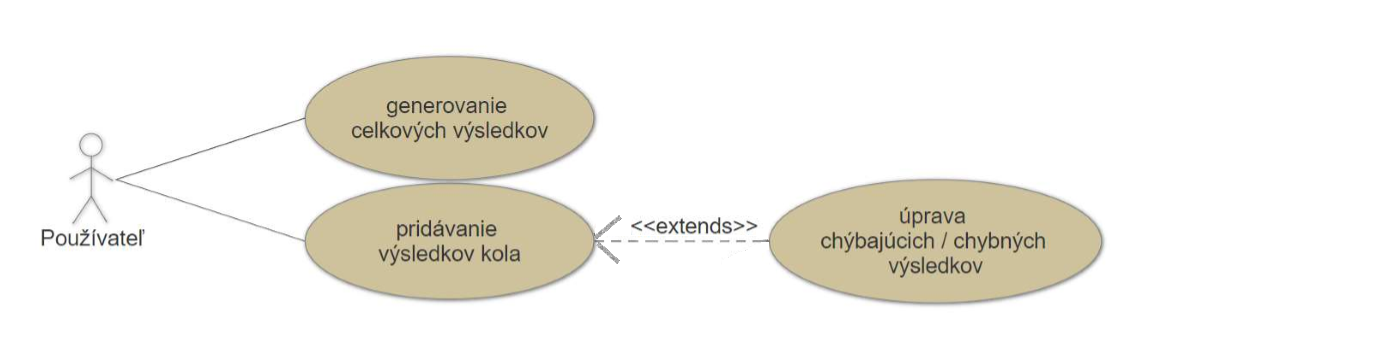 generovanie
celkových výsledkov
Používateľ
pridávanie
výsledkov kola
<<extends>>
úprava
chýbajúcich / chybných
výsledkov